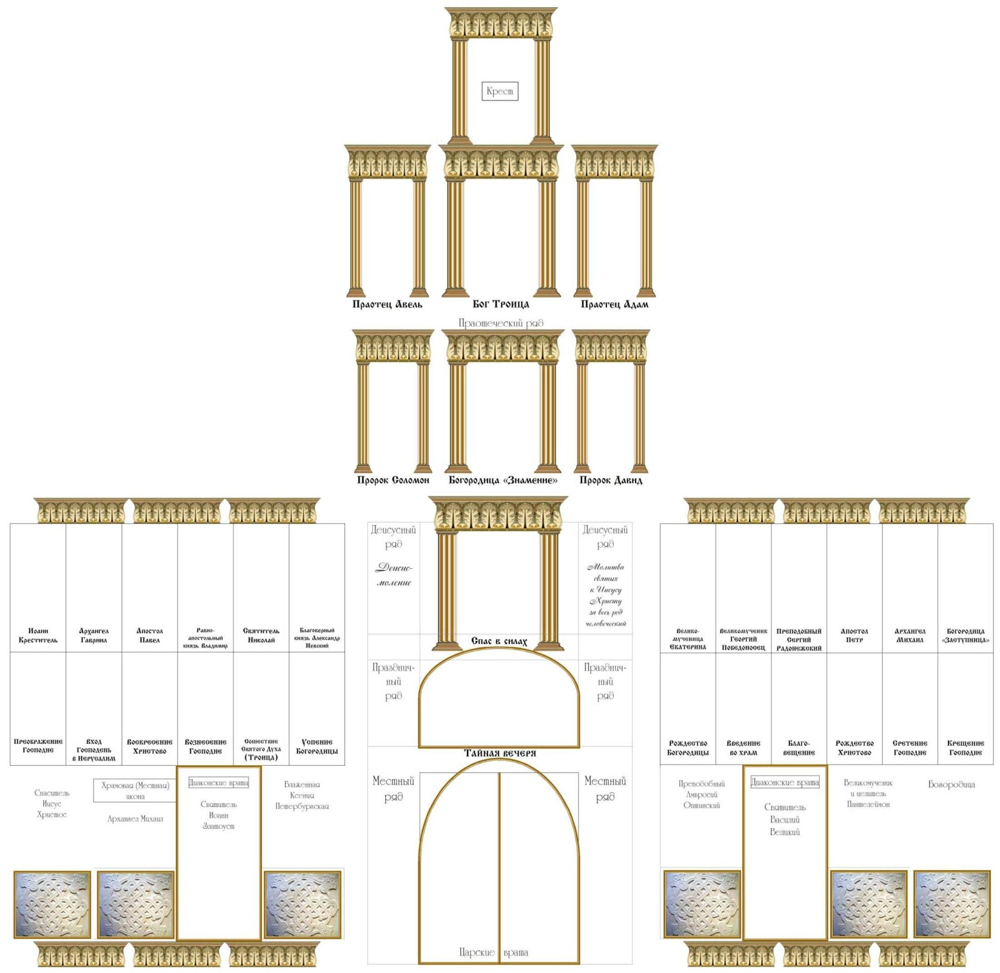 Крест
Праотец Авель
Бог Троица
Праотец Адам
Праотеческий ряд
Пророк Соломон
Богородица «Знамение»
Пророк Давид
Иоанн
Креститель
Архангел
Гавриил
Апостол
Павел
Равно-
апостольный
князь Владимир
Святитель
Николай
Благоверный
князь Александр
Невский
Деисусный
ряд
Деисис-
моление
Спас в силах
Деисусный
ряд
Молитва
святых
к Иисусу
Христу
за весь род
человеческий
Велико-
мученица
Екатерина
Великомученик
Георгий
Победоносец
Преподобный
Сергий
Радонежский
Апостол
Петр
Архангел
Михаил
Богородица
«Заступница»
Преображение
Господне
Вход
Господень
в Иерусалим
Воскресение
Христово
Вознесение
Господне
Сошествие
Святого Духа
(Троица)
Успение
Богородицы
Празднич-
ный
ряд
Тайная вечеря
Празднич-
ный
ряд
Рождество
Богородицы
Введение
во храм
Благо-
вещение
Рождество
Христово
Сретение
Господне
Крещение
Господне
Спаситель
Иисус
Христос
Храмовая (Местная)
икона
Архангел Михаил
Диаконские врата
Святитель
Иоанн
Златоуст
Блаженная
Ксения
Петербургская
Местный
ряд
Царские врата
Местный
ряд
Преподобный
Амвросий
Оптинский
Диаконские врата
Святитель
Василий
Великий
Великомученик
и целитель
Пантелеймон
Богородица